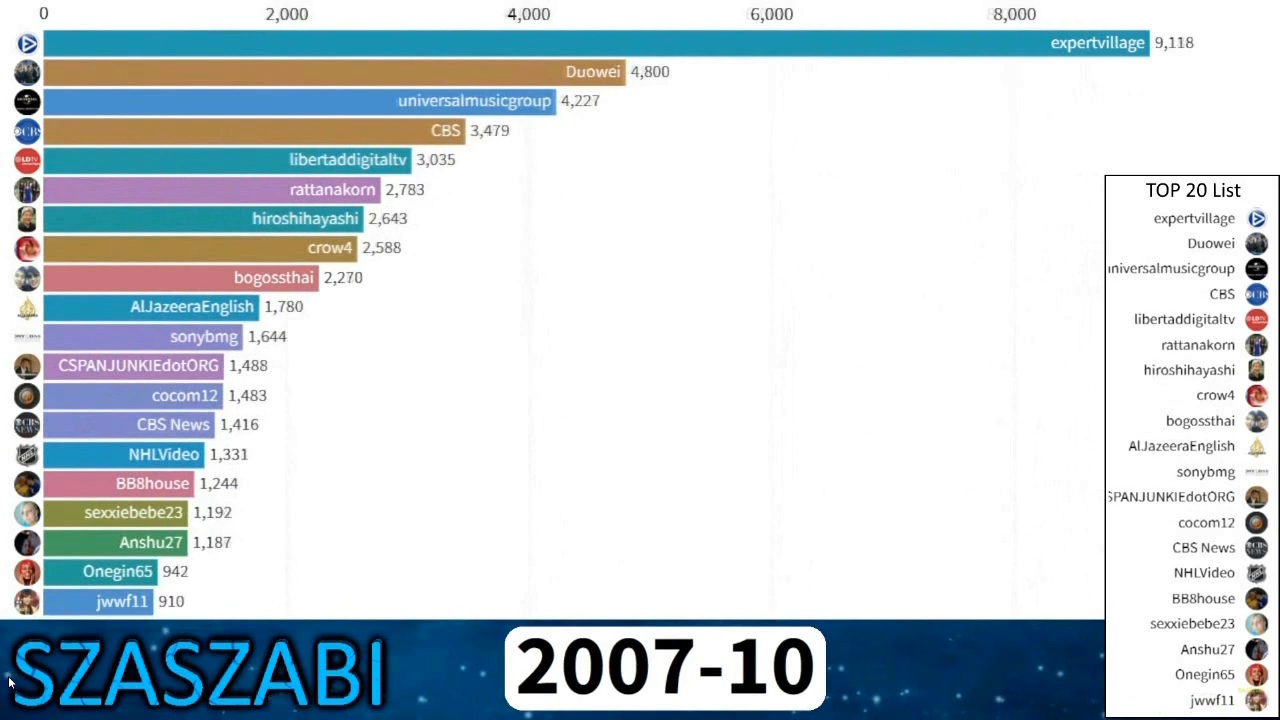 0 2,000 4,000 6,000 8,000
expertvillage 9,118
Duowei 4,800
universalmusicgroup 4,227
CBS 3,479
libertaddigitaltv 3,035
rattanakorn 2,783
hiroshihayashi 2,643
crow4 2,588
bogossthai 2,270
AlJazeeraEnglish 1,780
sonybmg 1,644
CSPANJUNKIEdotORG 1,488
cocom12 1,483
CBS News 1,416
NHLVideo 1,331
BB8house 1,244
sexxiebebe23 1,192
Anshu27 1,187
Onegin65 942
jwwf11 910
TOP 20 List
expertvillage
Duowei
universalmusicgroup
CBS
libertaddigitaltv
rattanakorn
hiroshihayashi
crow4
bogossthai
AlJazeeraEnglish
sonybmg
SPANJUNKIEdotORG
cocom12
CBS News
NHLVideo
BB8house
sexxiebebe23
Anshu27
Onegin65
jwwf11
SZASZABI
2007-10